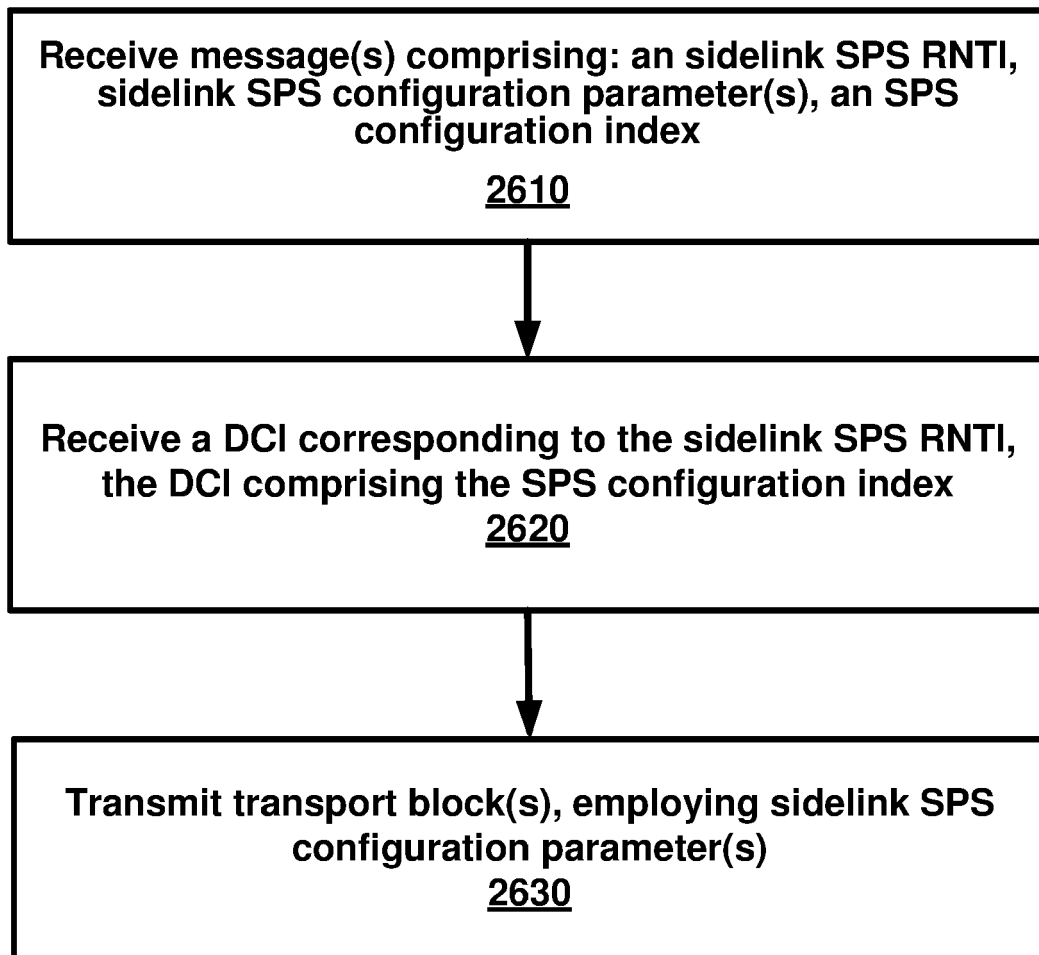 Receive message(s) comprising: an sidelink SPS RNTI,
sidelink SPS configuration parameter(s), an SPS
configuration index
2610
Receive a DCI corresponding to the sidelink SPS RNTI,
the DCI comprising the SPS configuration index
2620
Transmit transport block(s), employing sidelink SPS
configuration parameter(s)
2630